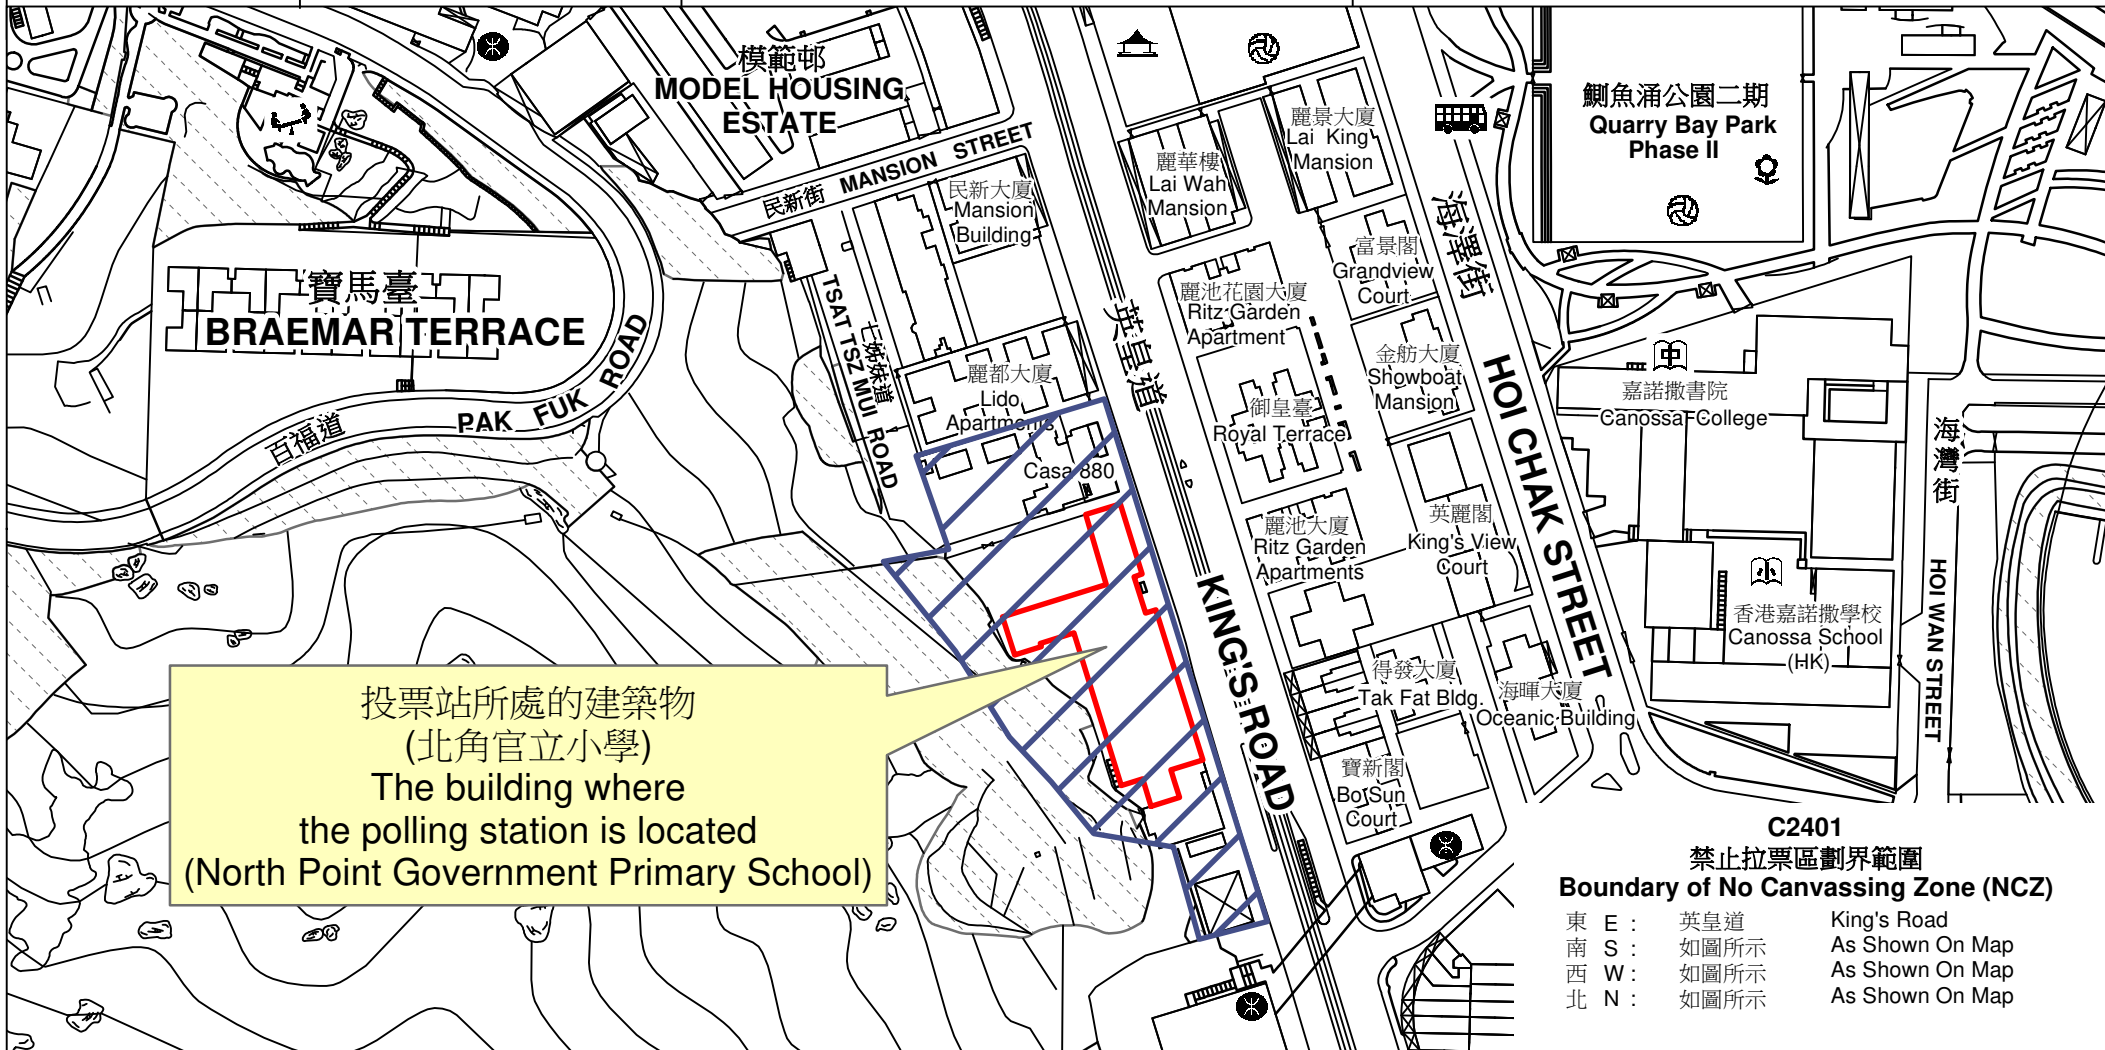 模範邨
MODEL HOUSING
ESTATE
民新街 MANSION STREET
民新大廈
Mansion
Building
麗華樓
Lai Wah
Mansion
麗景大廈
Lai King
Mansion
鰂魚涌公園二期
Quarry Bay Park
Phase II
海澤街
HOI CHAK STREET
富景閣
Grandview
Court
寶馬臺
BRAEMAR TERRACE
百福道
PAK FUK ROAD
七姊妹道
TSAT TSZ MUI ROAD
麗池花園大廈
Ritz Garden
Apartment
英皇道
KING'S ROAD
麗都大廈
Lido
Apartments
金舫大廈
Showboat
Mansion
御皇臺
Royal Terrace
Casa 880
中
嘉諾撒書院
Canossa College
海灣街
HOI WAN STREET
麗池大廈
Ritz Garden
Apartments
英麗閣
King's View
Court
小
香港嘉諾撒學校
Canossa School
(HK)
得發大廈
Tak Fat Bldg.
海暉大廈
Oceanic Building
寶新閣
Bo Sun
Court
投票站所處的建築物
(北角官立小學)
The building where
the polling station is located
(North Point Government Primary School)
C2401
禁止拉票區劃界範圍
Boundary of No Canvassing Zone (NCZ)
東 E : 英皇道 King's Road
南 S : 如圖所示 As Shown On Map
西 W : 如圖所示 As Shown On Map
北 N : 如圖所示 As Shown On Map